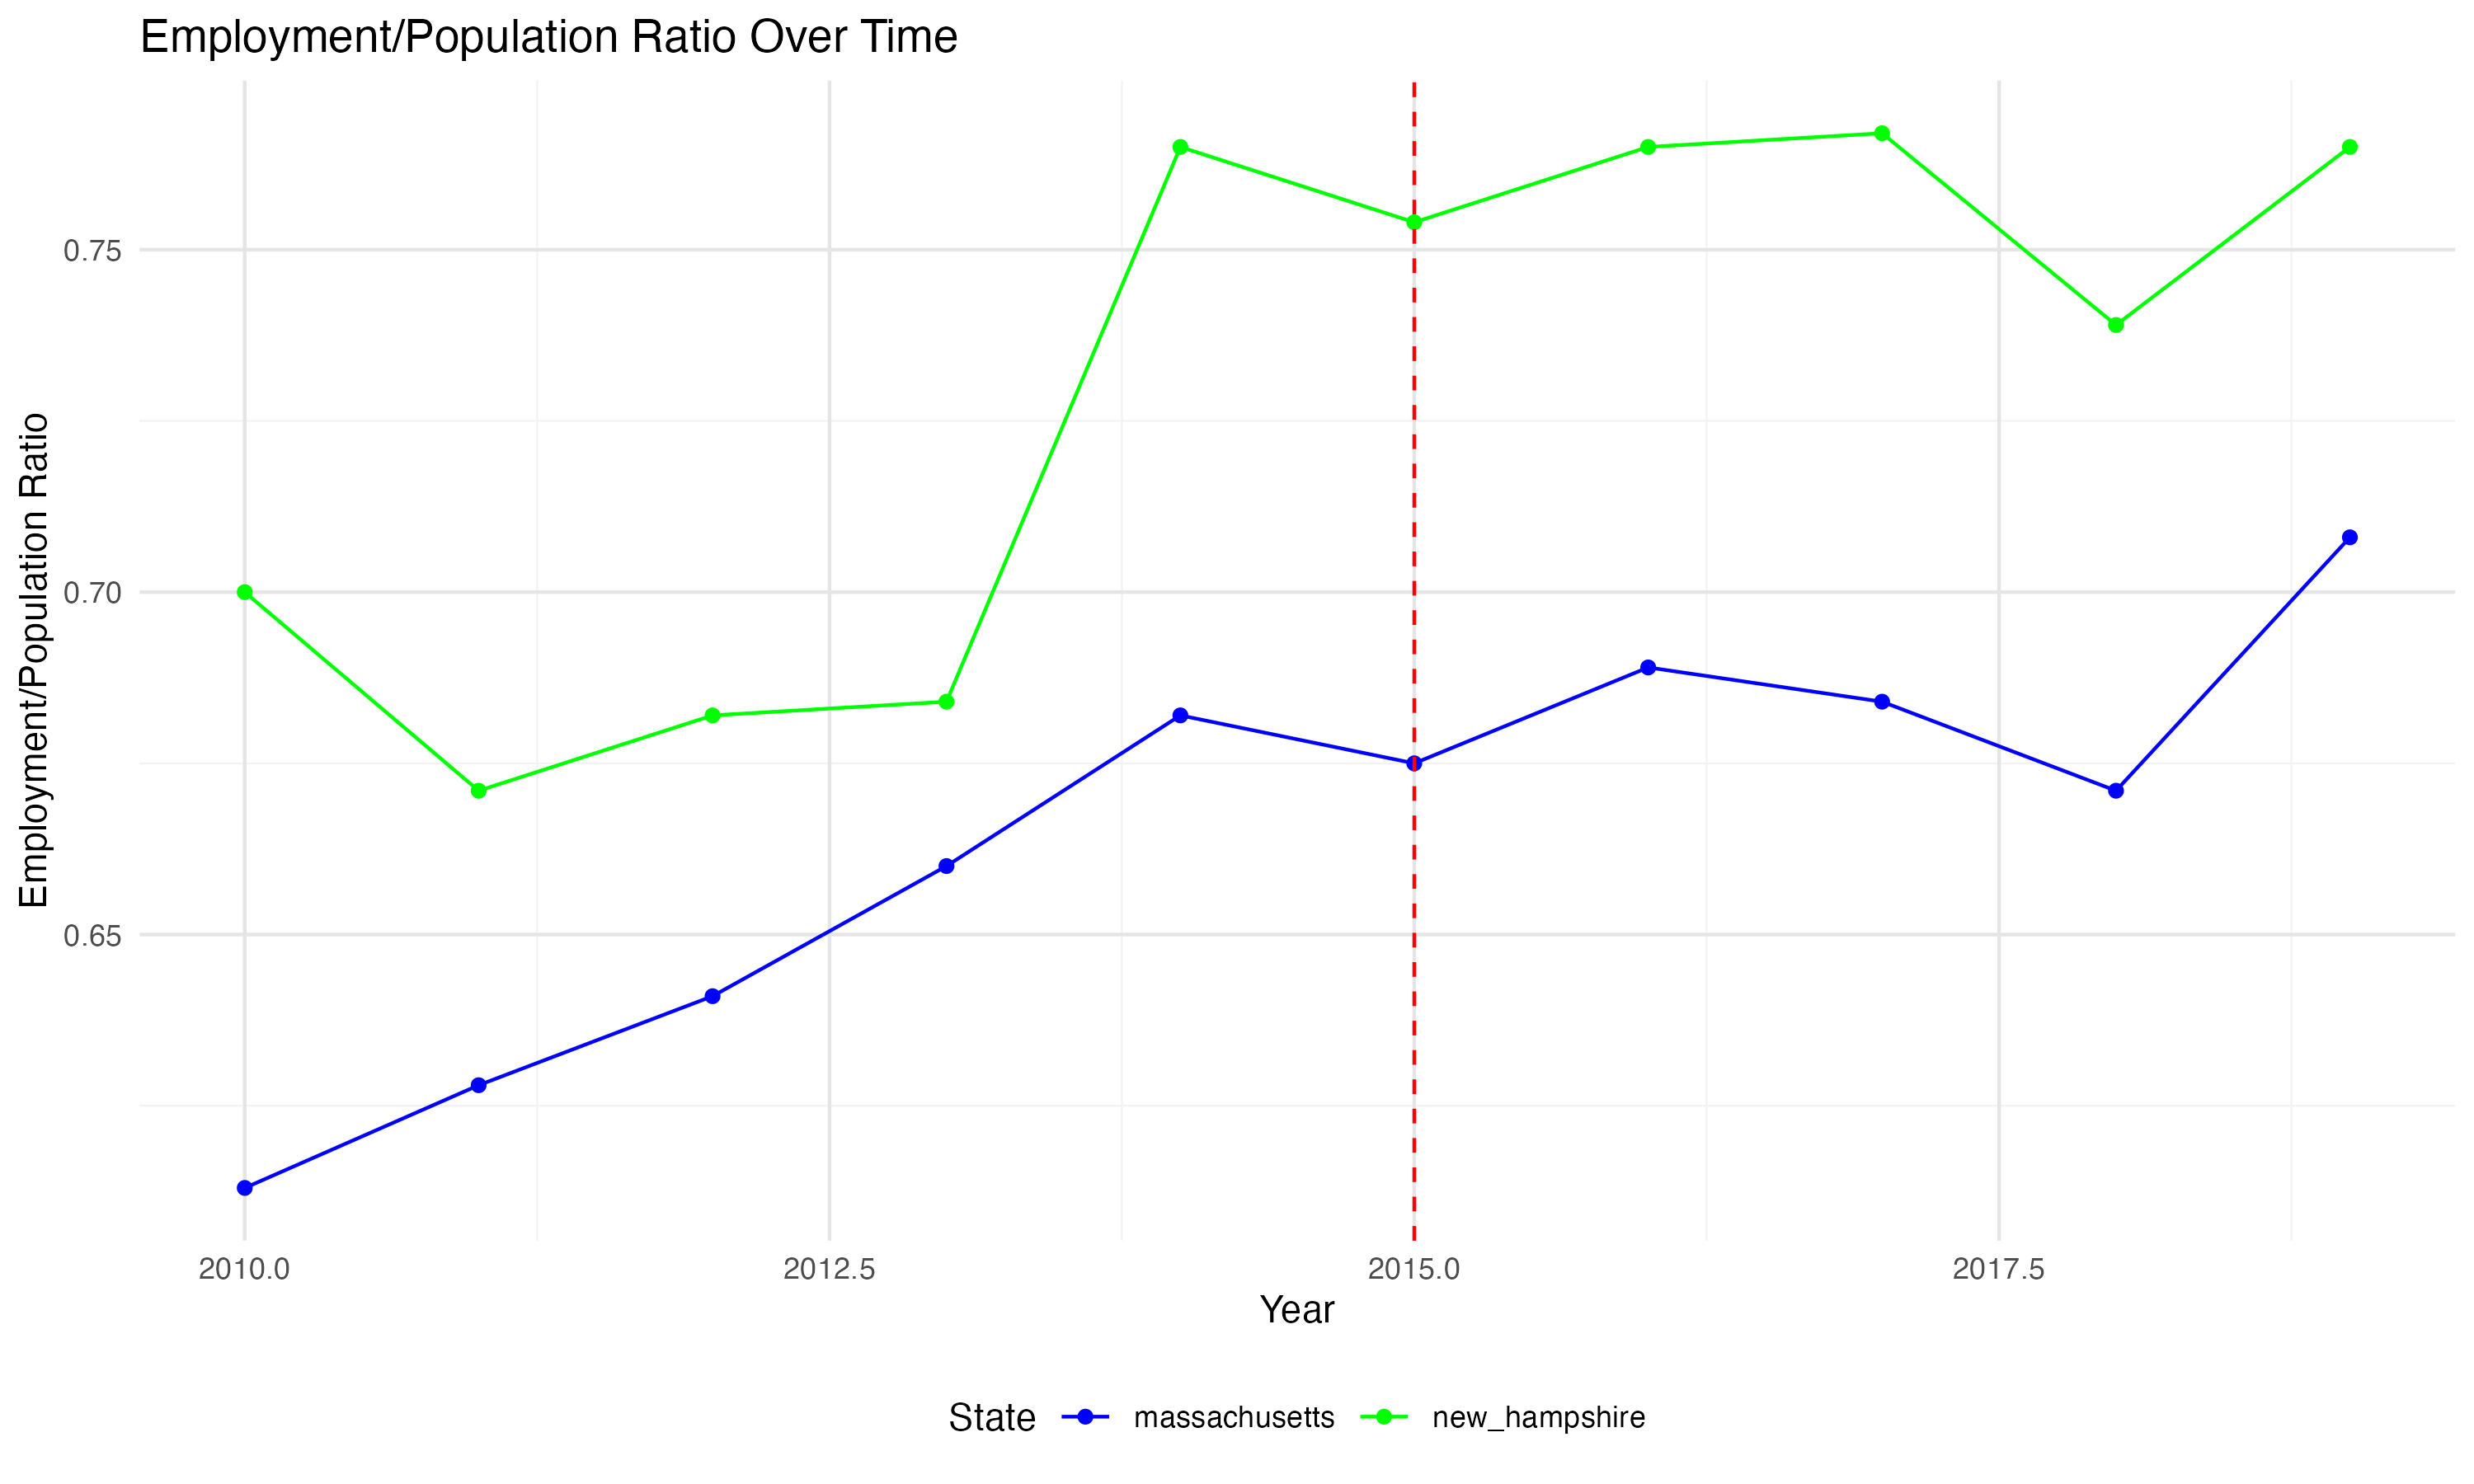 Employment/Population Ratio Over Time
Employment/Population Ratio
0.75
0.70
0.65
2010.0 2012.5 2015.0 2017.5
Year
State massachusetts new_hampshire